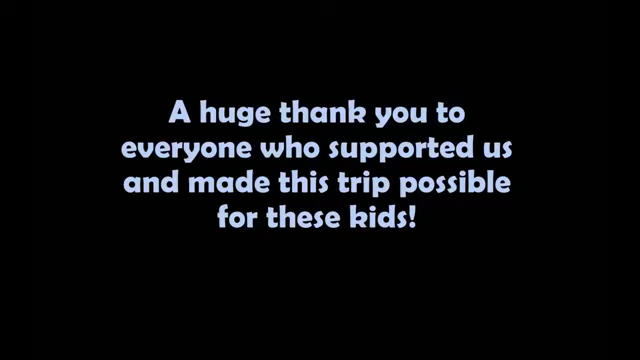 A huge thank you to
everyone who supported us
and made this trip possible
for these kids!